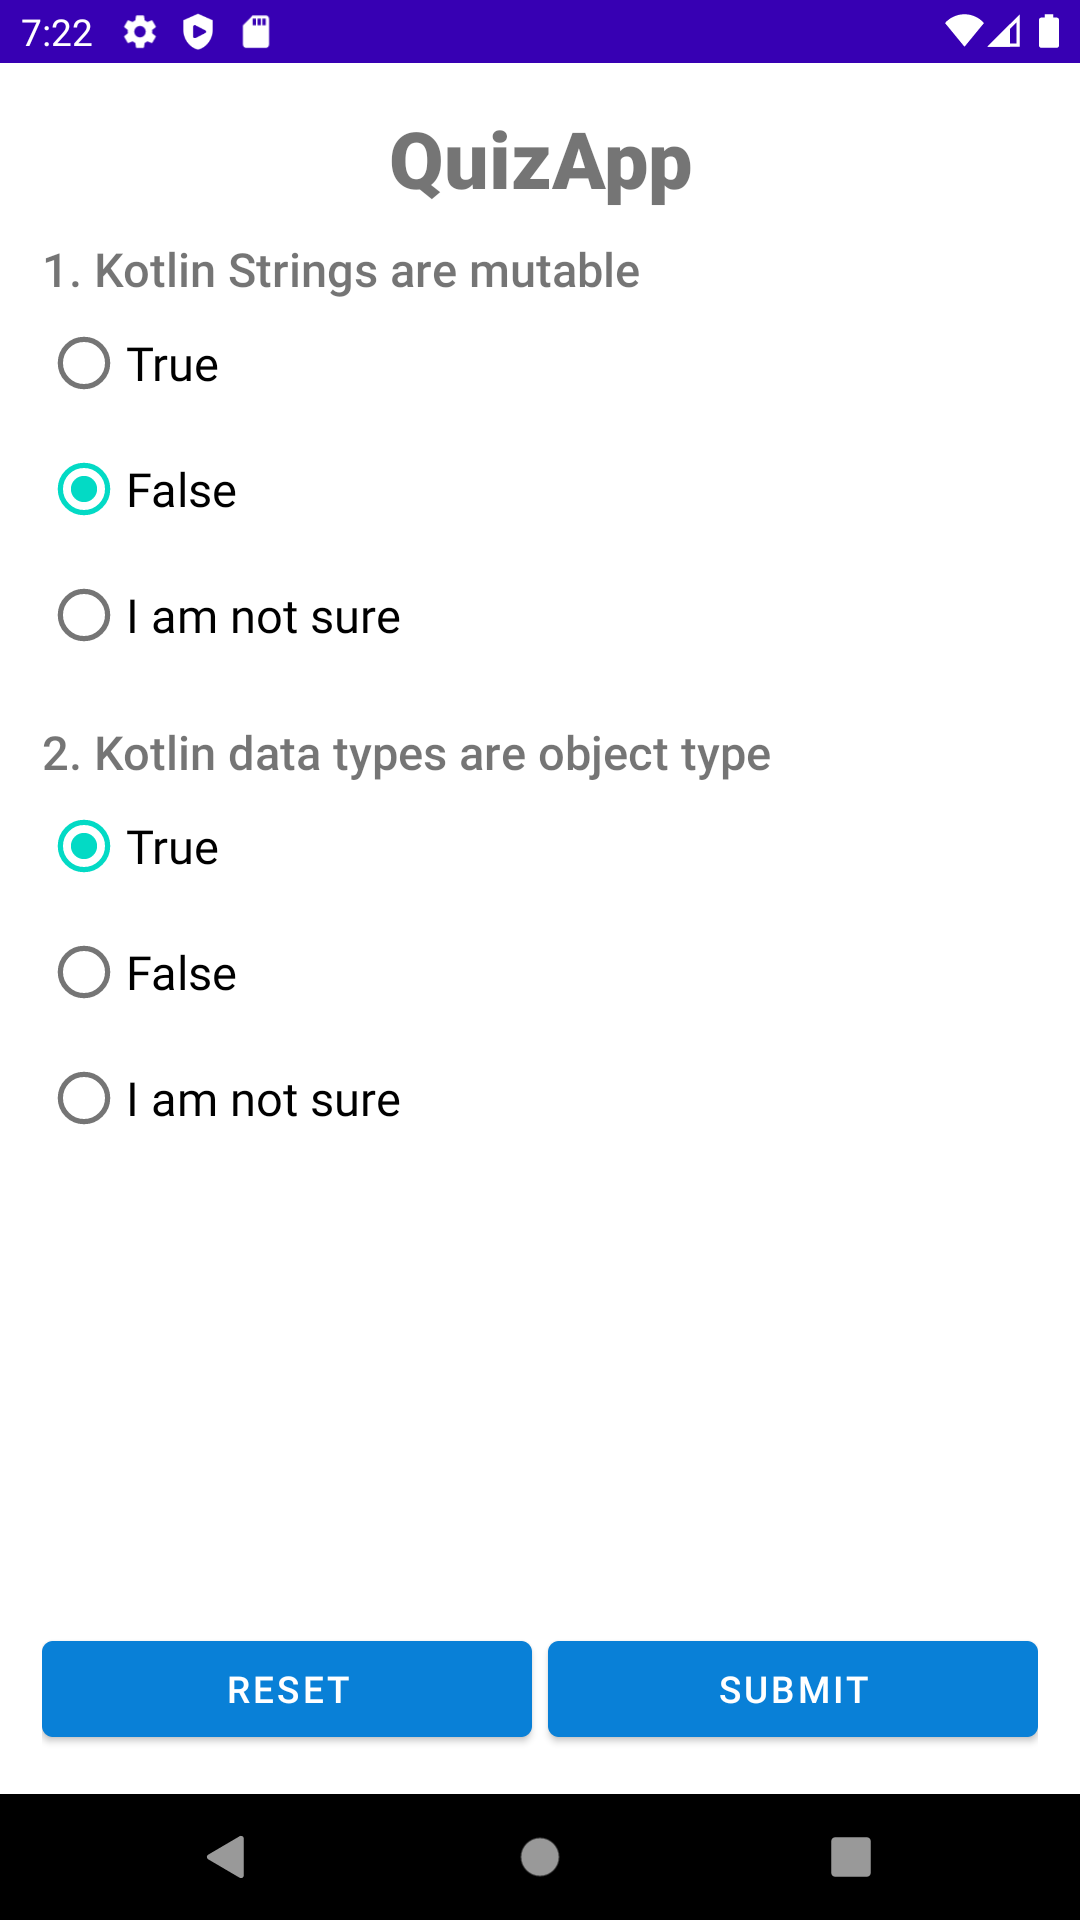 7:22
QuizApp
1. Kotlin Strings are mutable
True
False
I am not sure
2. Kotlin data types are object type
True
False
I am not sure
RESET SUBMIT